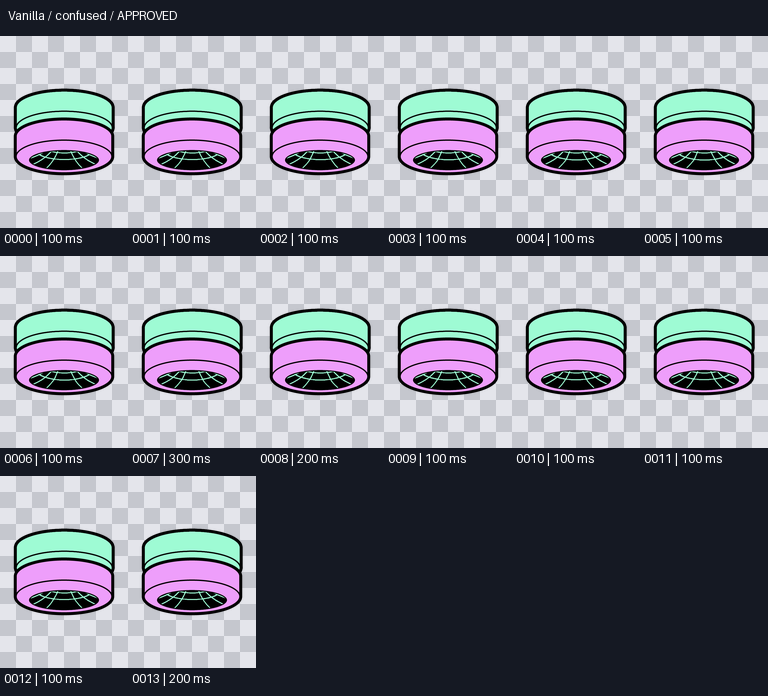 Vanilla / confused / APPROVED
0000 | 100 ms
0001 | 100 ms
0002 | 100 ms
0003 | 100 ms
0004 | 100 ms
0005 | 100 ms
0006 | 100 ms
0007 | 300 ms
0008 | 200 ms
0009 | 100 ms
0010 | 100 ms
0011 | 100 ms
0012 | 100 ms
0013 | 200 ms